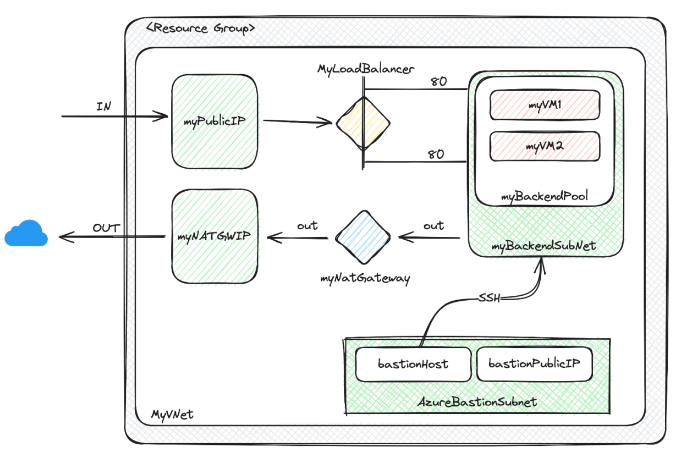 <Resource Group>
MyLoadBalancer
80
IN
myVM1
myPublicIP
myVM2
80
myBackendPool
OUT
myNATGWIP
out
out
myBackendSubNet
myNatGateway
SSH
bastionHost
bastionPublicIP
AzureBastionSubnet
MyVNet